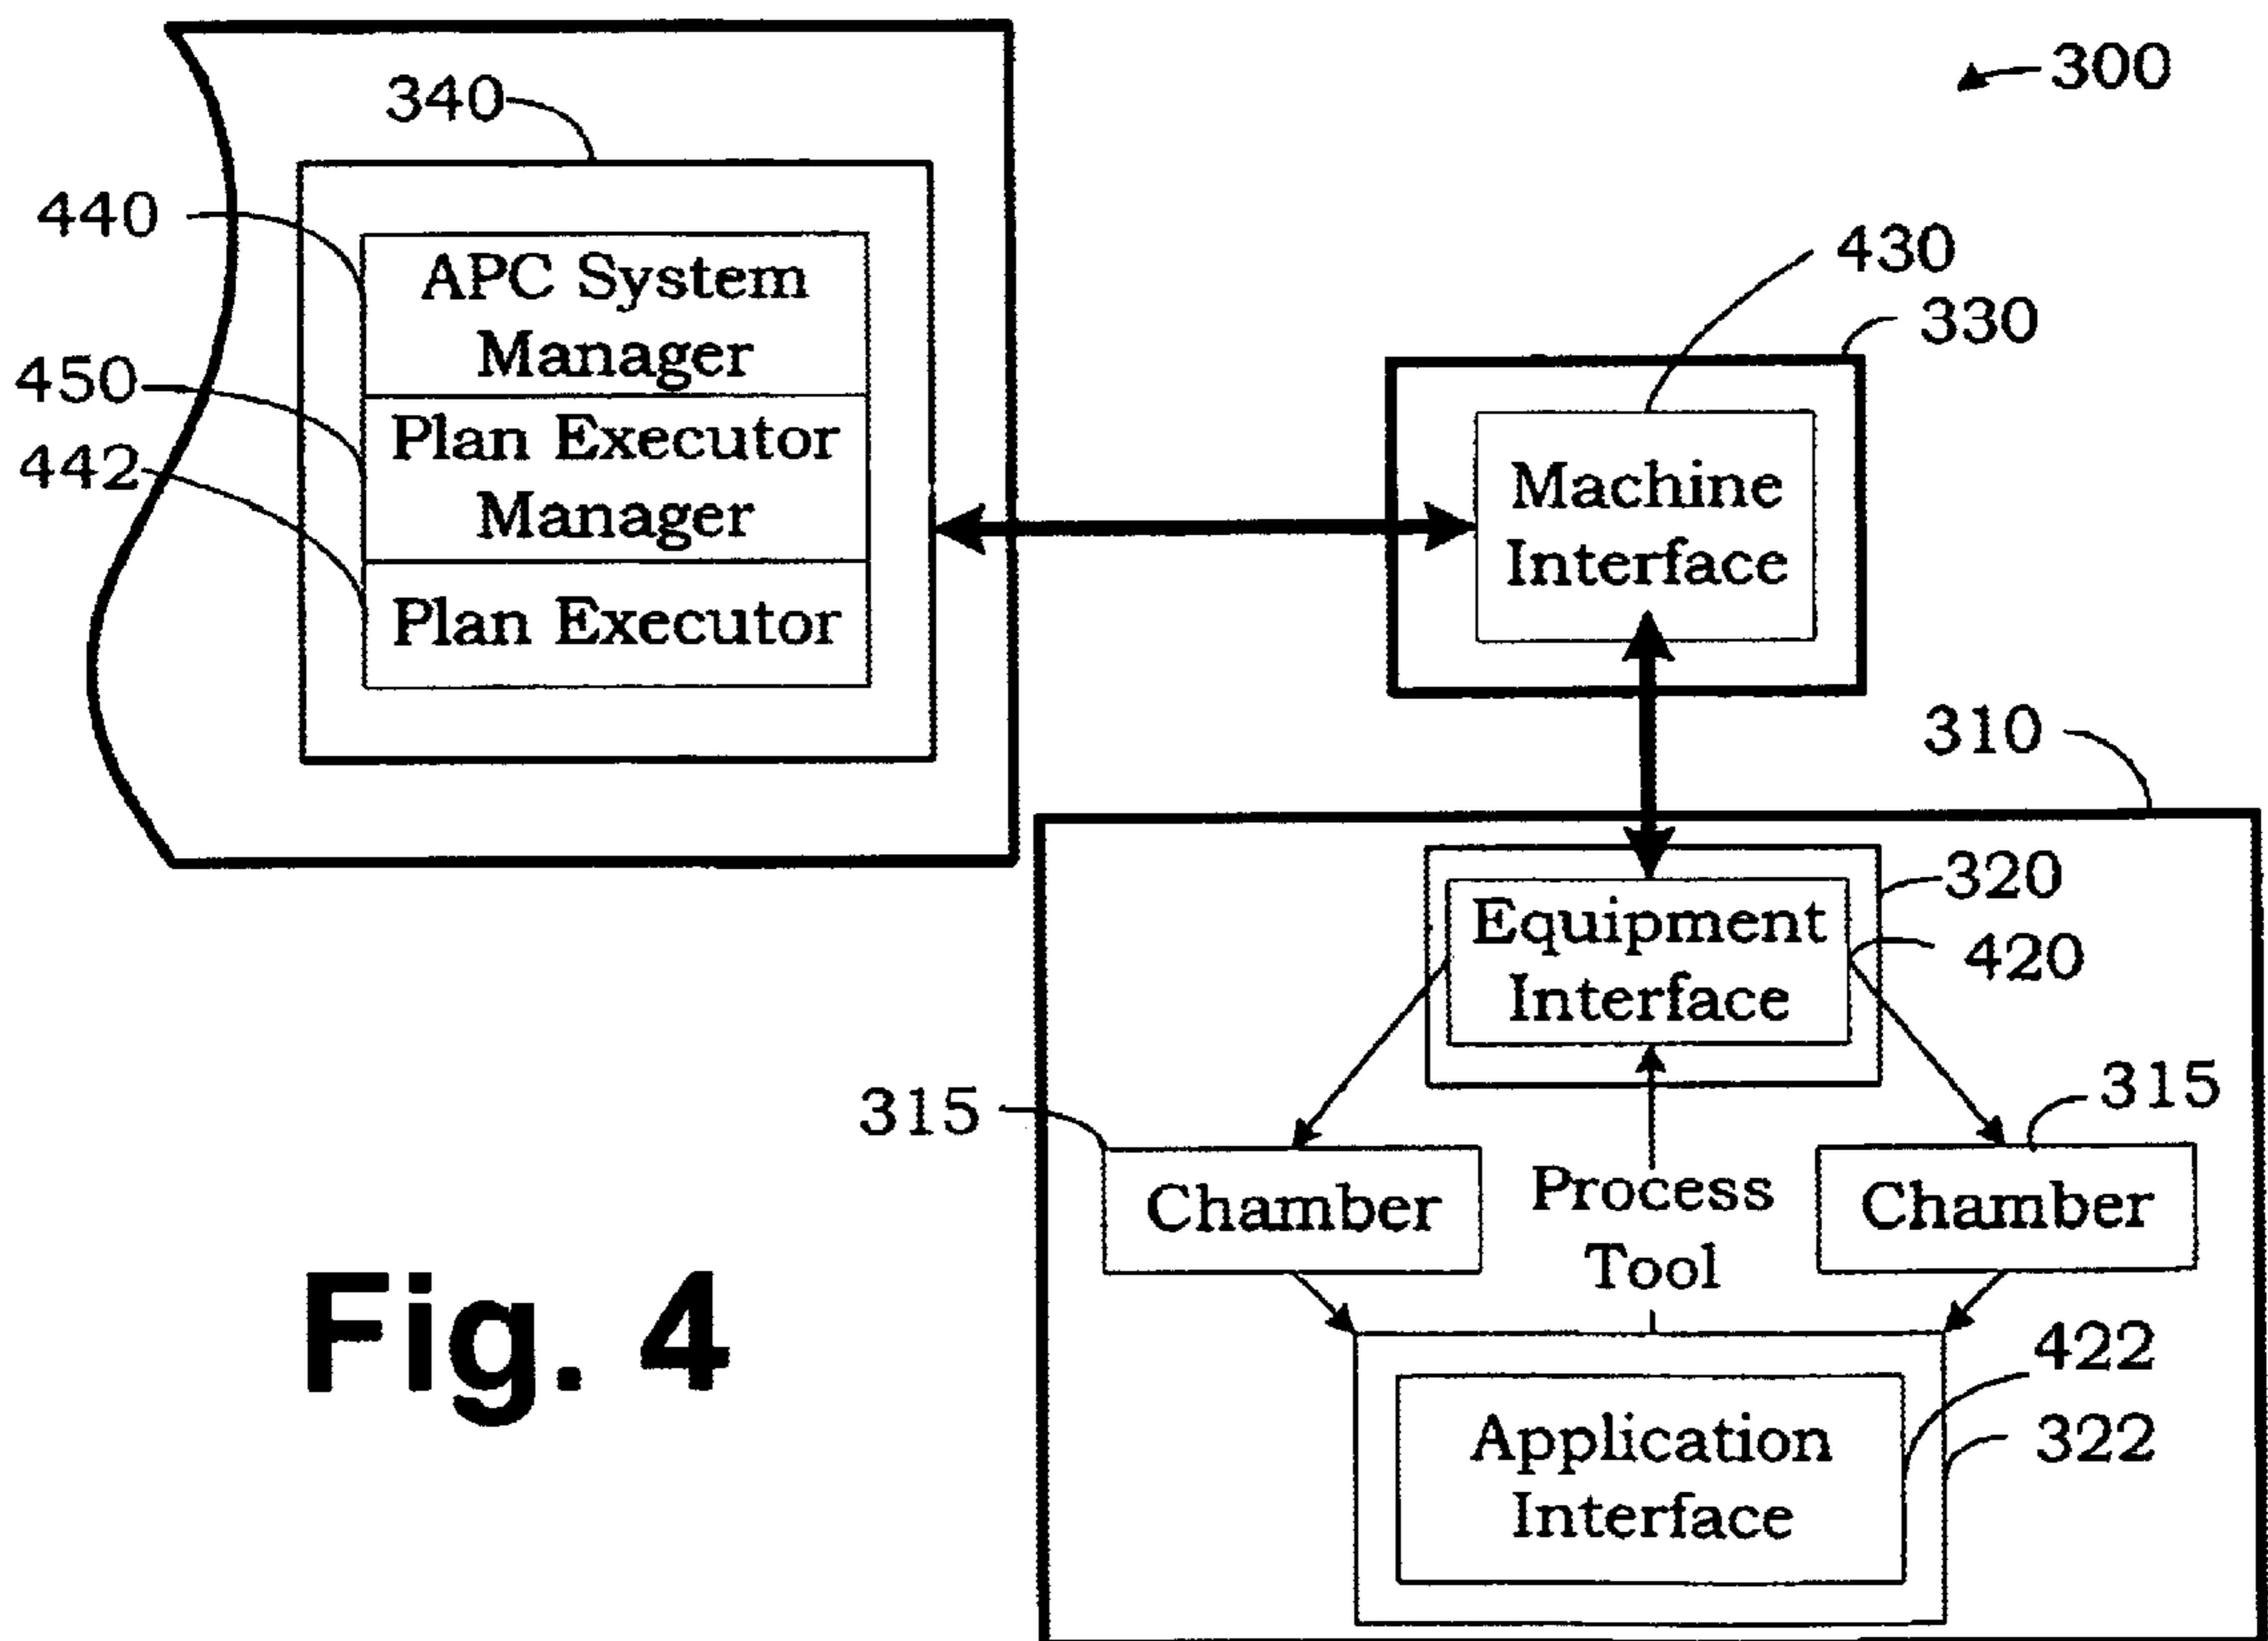 300
340
440
APC System
Manager
450
Plan Executor
Manager
442
Plan Executor
430
330
Machine
Interface
310
320
Equipment
Interface
420
315
315
Chamber
Process
Tool
Chamber
422
322
Application
Interface
Fig. 4